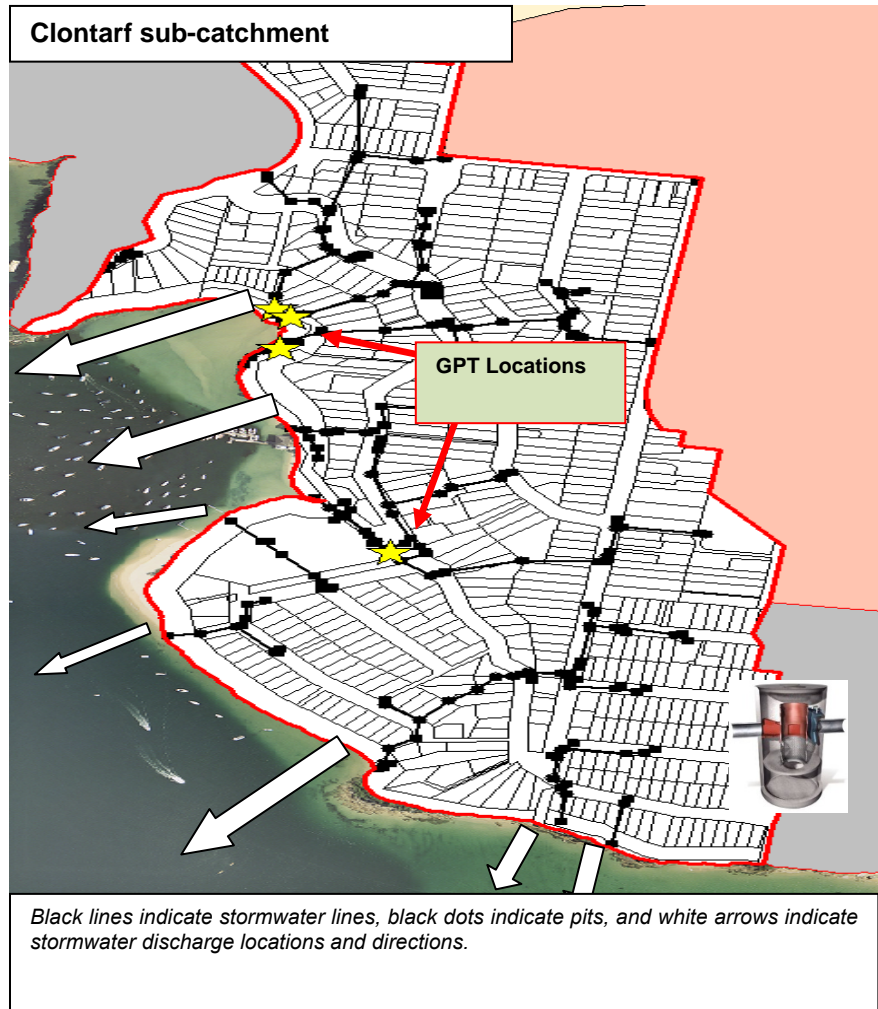 Clontarf sub-catchment
GPT Locations
Black lines indicate stormwater lines, black dots indicate pits, and white arrows indicate
stormwater discharge locations and directions.